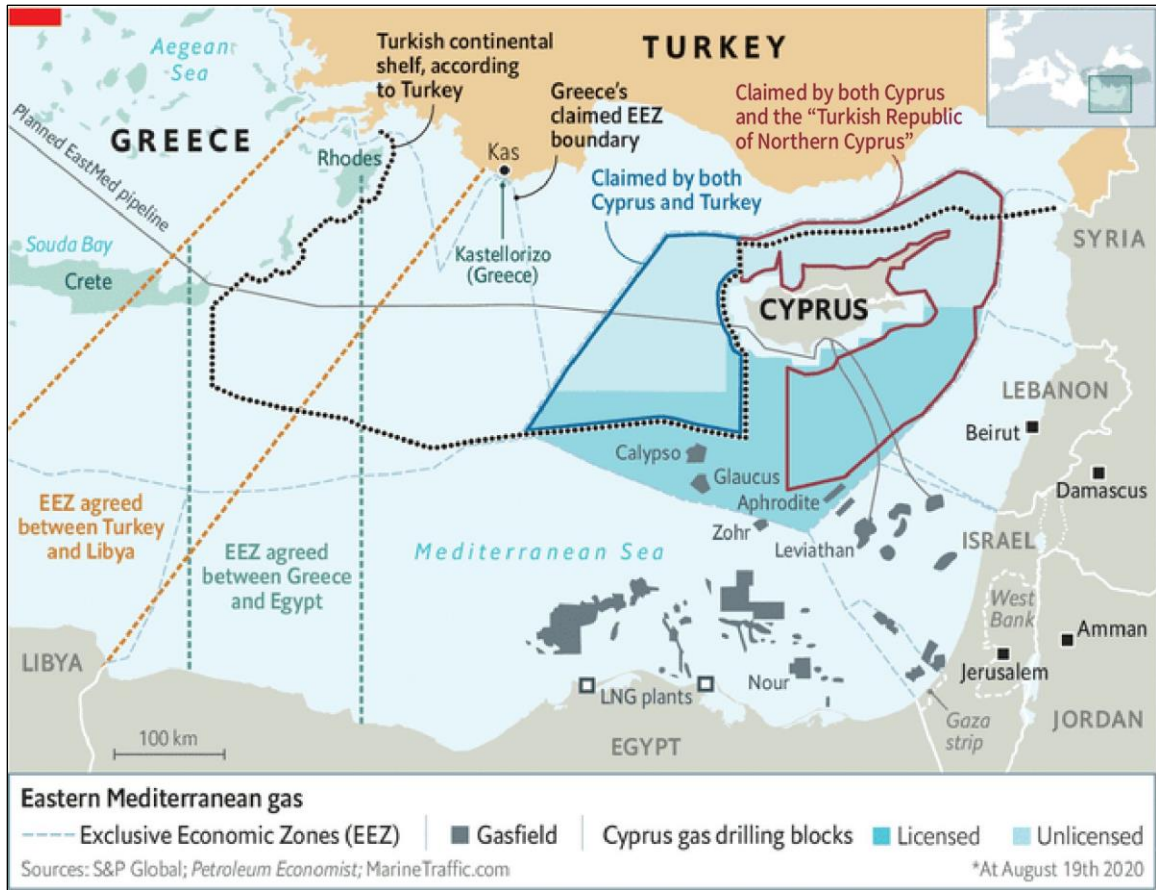 Aegean
Sea
Turkish continental
shelf, according
to Turkey
TURKEY
Greece's
claimed EEZ
boundary
Claimed by both Cyprus
and the “Turkish Republic
of Northern Cyprus”
Planned EastMed pipeline
GREECE
Rhodes
Kas
Claimed by both
Cyprus and Turkey
Souda Bay
Crete
Kastellorizo
(Greece)
SYRIA
CYPRUS
LEBANON
Beirut
Damascus
Calypso
Glaucus
Aphrodite
Zohr
Leviathan
EEZ agreed
between Turkey
and Libya
EEZ agreed
between Greece
and Egypt
Mediterranean Sea
ISRAEL
West
Bank
Amman
Jerusalem
LIBYA
LNG plants
Nour
Gaza
strip
JORDAN
100 km
EGYPT
Eastern Mediterranean gas
Exclusive Economic Zones (EEZ)
Gasfield
Cyprus gas drilling blocks
Licensed
Unlicensed
Sources: S&P Global; Petroleum Economist; MarineTraffic.com
*At August 19th 2020